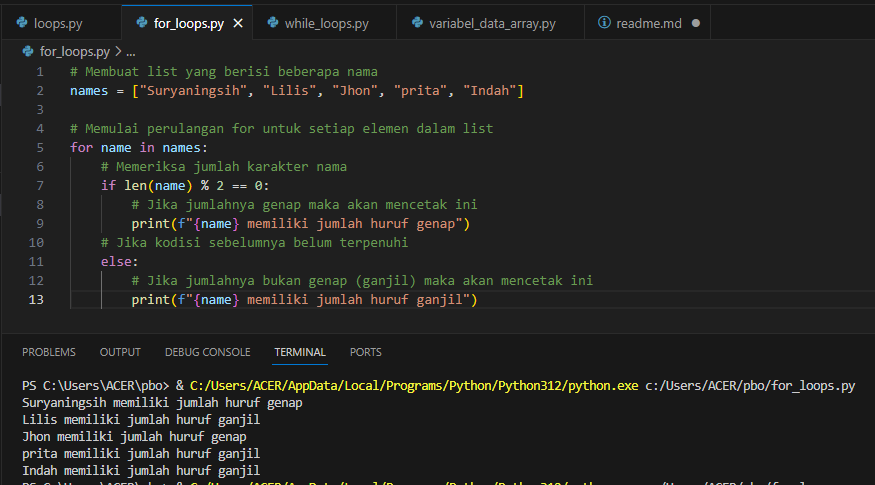 loops.py for_loops.py while_loops.py variabel_data_array.py readme.md
for_loops.py > ...
1 # Membuat list yang berisi beberapa nama
2 names = ["Suryaningsih", "Lilis", "Jhon", "prita", "Indah"]
3
4 # Memulai perulangan for untuk setiap elemen dalam list
5 for name in names:
6 # Memeriksa jumlah karakter nama
7 if len(name) % 2 == 0:
8 # Jika jumlahnya genap maka akan mencetak ini
9 print(f"{name} memiliki jumlah huruf genap")
10 # Jika kodisi sebelumnya belum terpenuhi
11 else:
12 # Jika jumlahnya bukan genap (ganjil) maka akan mencetak ini
13 print(f"{name} memiliki jumlah huruf ganjil")
PROBLEMS OUTPUT DEBUG CONSOLE TERMINAL PORTS
PS C:\Users\ACER\pbo> & C:/Users/ACER/AppData/Local/Programs/Python/Python312/python.exe c:/Users/ACER/pbo/for_loops.py
Suryaningsih memiliki jumlah huruf genap
Lilis memiliki jumlah huruf ganjil
Jhon memiliki jumlah huruf genap
prita memiliki jumlah huruf ganjil
Indah memiliki jumlah huruf ganjil